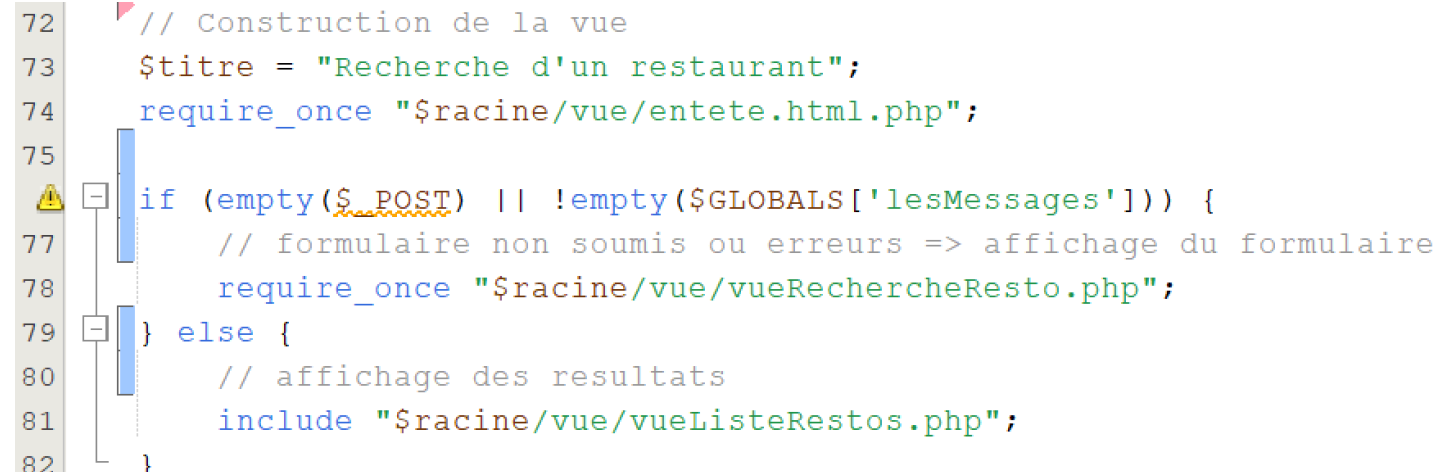 72 // Construction de la vue
73 $titre = "Recherche d'un restaurant";
74 require_once "$racine/vue/entete.html.php";
75
if (empty($_POST) || !empty($GLOBALS['lesMessages'])) {
77 // formulaire non soumis ou erreurs => affichage du formulaire
78 require_once "$racine/vue/vueRechercheResto.php";
79 } else {
80 // affichage des resultats
81 include "$racine/vue/vueListeRestos.php";
82 }